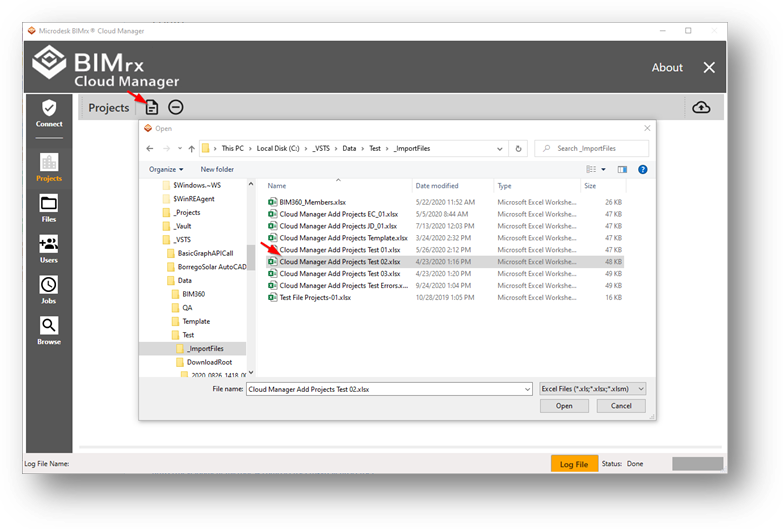 Microdesk BIMrx® Cloud Manager
BIMrx
Cloud Manager
About
Connect
Projects
Files
Users
Jobs
Browse
Projects
Open
This PC > Local Disk (C:) > _VSTS > Data > Test > _ImportFiles
Search _ImportFiles
Organize
New folder
$Windows.~WS
$WinREAgent
_Projects
_Vault
_VSTS
BasicGraphAPICall
BorregoSolar AutoCAD
Data
BIM360
QA
Template
Test
_ImportFiles
DownloadRoot
2020_0826_1418_00
Name Date modified Type Size
BIM360_Members.xlsx 5/22/2020 11:52 AM Microsoft Excel Workshe... 26 KB
Cloud Manager Add Projects EC_01.xlsx 5/5/2020 8:44 AM Microsoft Excel Workshe... 47 KB
Cloud Manager Add Projects JD_01.xlsx 7/13/2020 12:03 PM Microsoft Excel Workshe... 47 KB
Cloud Manager Add Projects Template.xlsx 3/24/2020 2:32 PM Microsoft Excel Workshe... 47 KB
Cloud Manager Add Projects Test 01.xlsx 5/26/2020 2:12 PM Microsoft Excel Workshe... 47 KB
Cloud Manager Add Projects Test 02.xlsx 4/23/2020 1:16 PM Microsoft Excel Workshe... 48 KB
Cloud Manager Add Projects Test 03.xlsx 4/23/2020 1:20 PM Microsoft Excel Workshe... 49 KB
Cloud Manager Add Projects Test Errors.x... 9/24/2020 1:04 PM Microsoft Excel Workshe... 49 KB
Test File Projects-01.xlsx 10/28/2019 1:05 PM Microsoft Excel Workshe... 16 KB
File name: Cloud Manager Add Projects Test 02.xlsx
Excel Files (*.xls;*.xlsx;*.xlsm)
Open
Cancel
Log File Name:
Log File
Status: Done